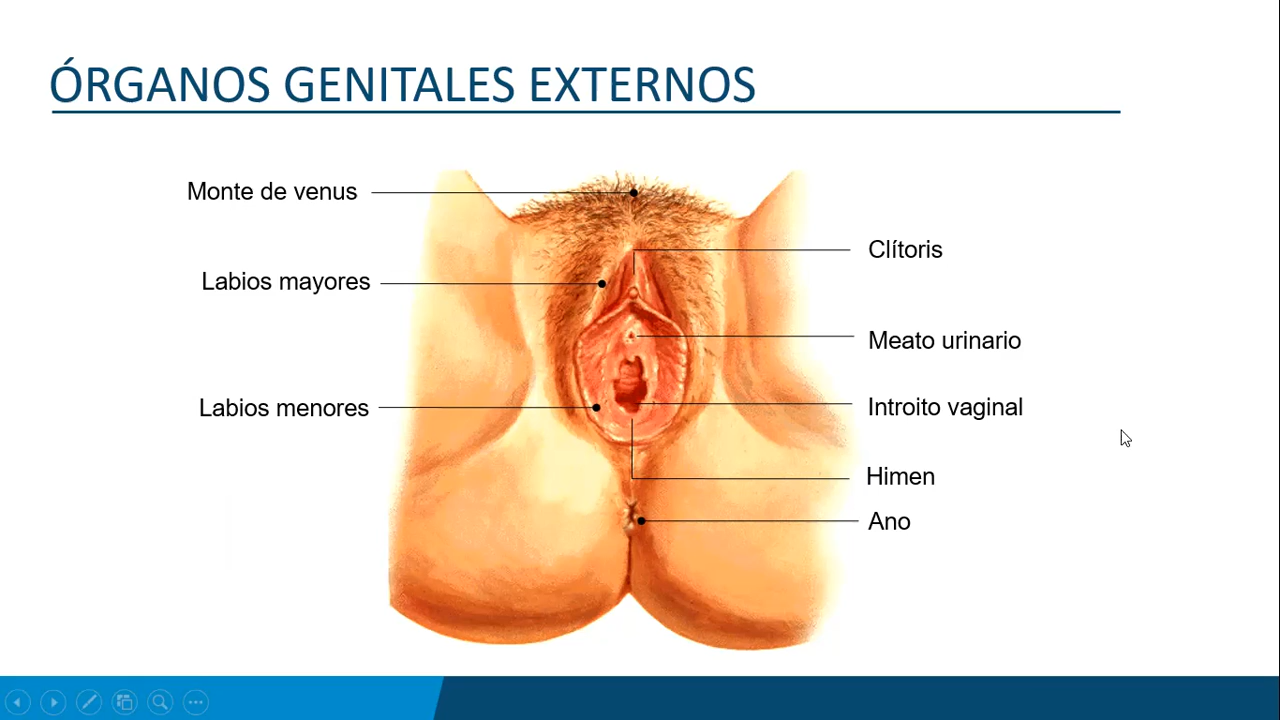 ÓRGANOS GENITALES EXTERNOS
Monte de venus
Clítoris
Labios mayores
Meato urinario
Labios menores
Introito vaginal
Himen
Ano